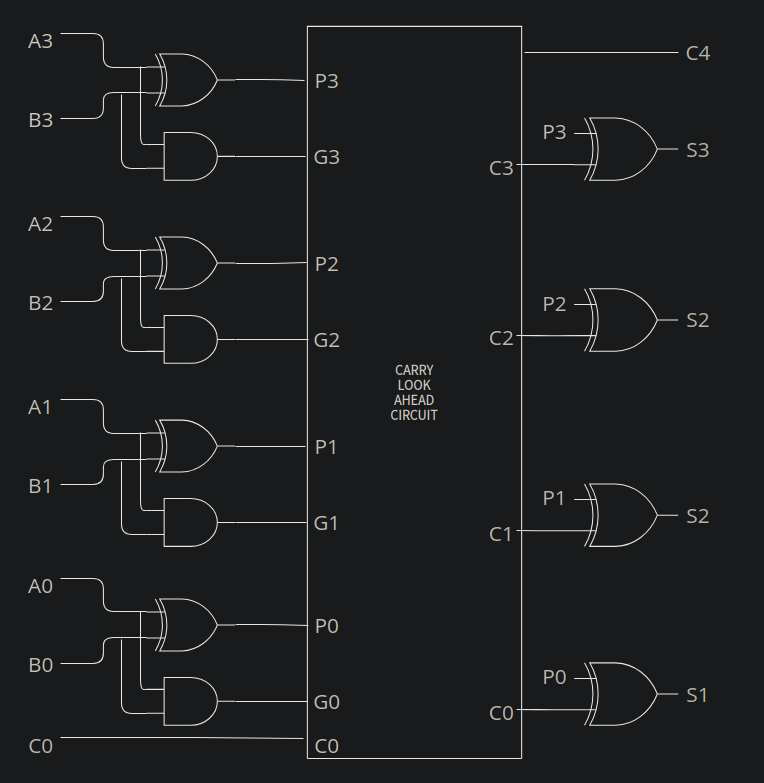 A3
B3
P3
G3
A2
B2
P2
G2
A1
B1
P1
G1
A0
B0
P0
G0
C0
C0
CARRY
LOOK
AHEAD
CIRCUIT
C4
P3
C3
S3
P2
C2
S2
P1
C1
S2
P0
C0
S1